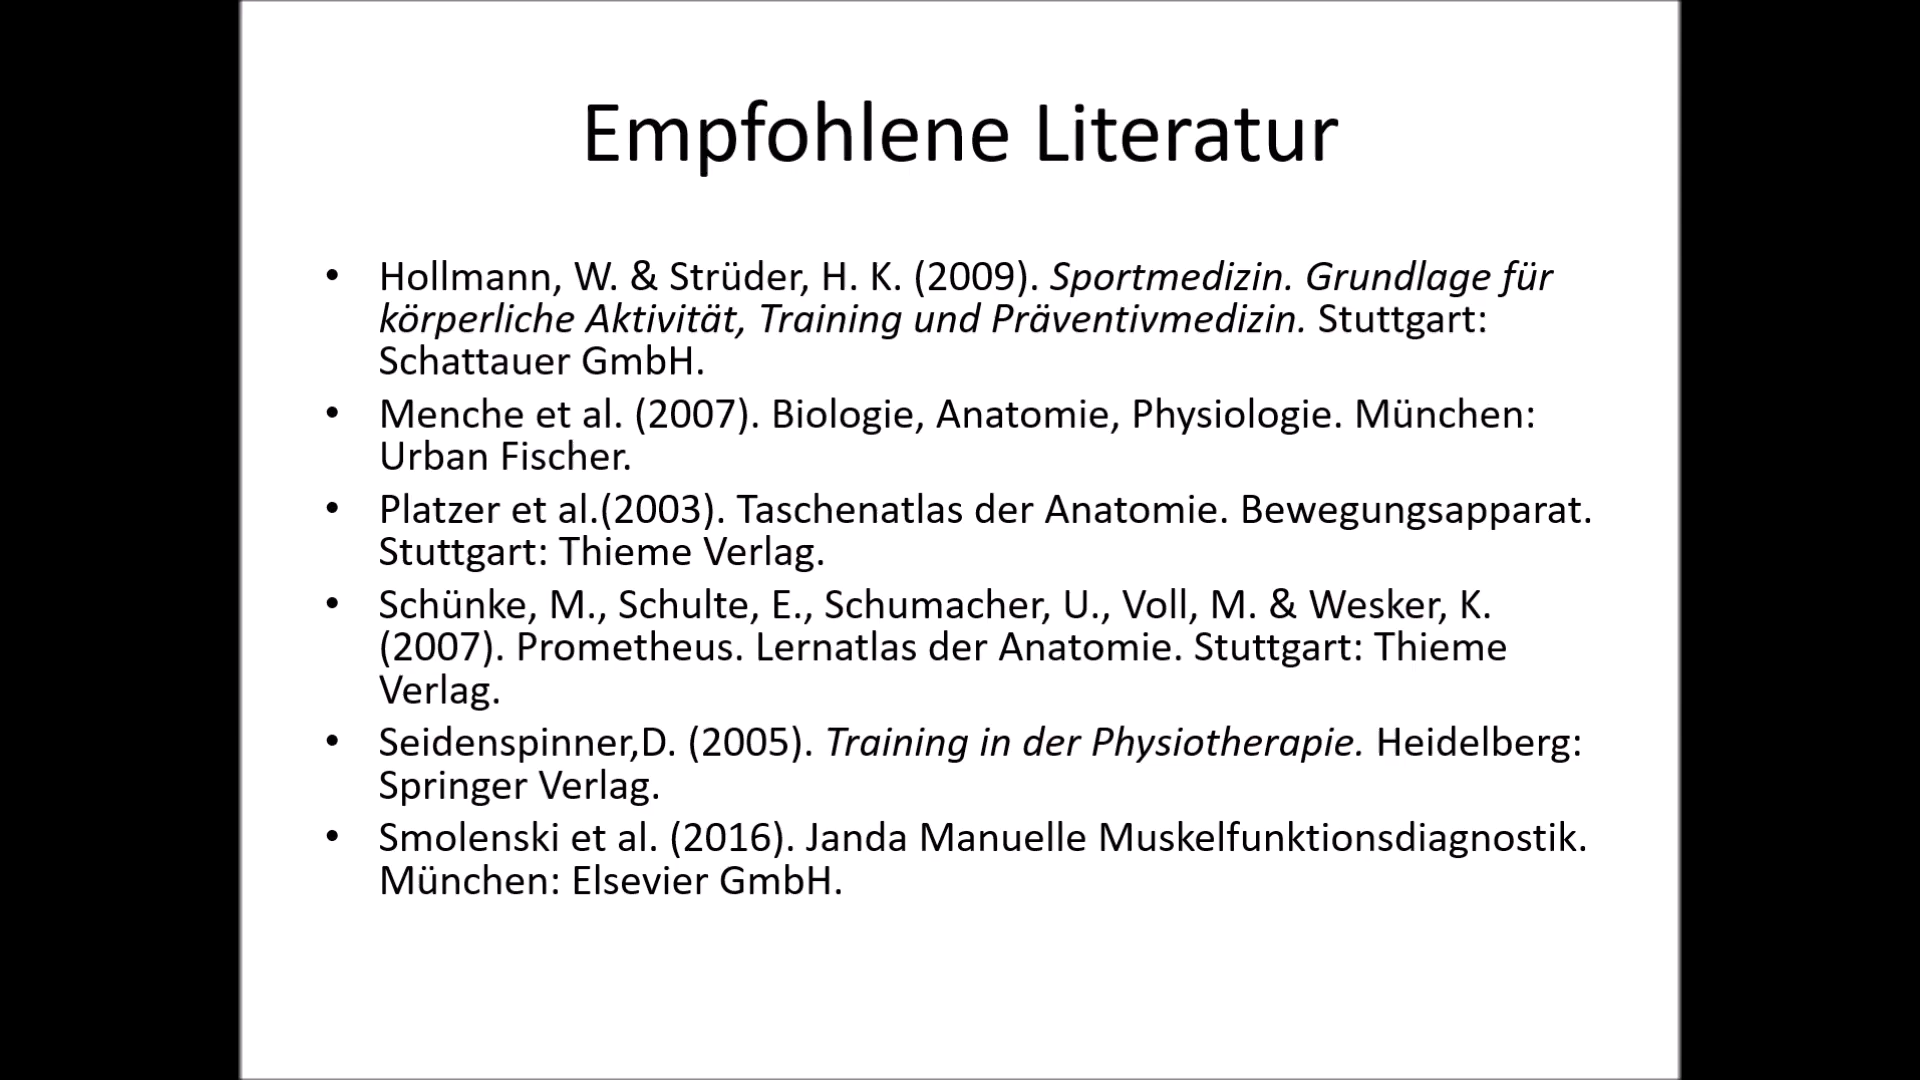 Empfohlene Literatur
• Hollmann, W. & Strüder, H. K. (2009). Sportmedizin. Grundlage für
körperliche Aktivität, Training und Präventivmedizin. Stuttgart:
Schattauer GmbH.
• Menche et al. (2007). Biologie, Anatomie, Physiologie. München:
Urban Fischer.
• Platzer et al.(2003). Taschenatlas der Anatomie. Bewegungsapparat.
Stuttgart: Thieme Verlag.
• Schünke, M., Schulte, E., Schumacher, U., Voll, M. & Wesker, K.
(2007). Prometheus. Lernatlas der Anatomie. Stuttgart: Thieme
Verlag.
• Seidenspinner,D. (2005). Training in der Physiotherapie. Heidelberg:
Springer Verlag.
• Smolenski et al. (2016). Janda Manuelle Muskelfunktionsdiagnostik.
München: Elsevier GmbH.